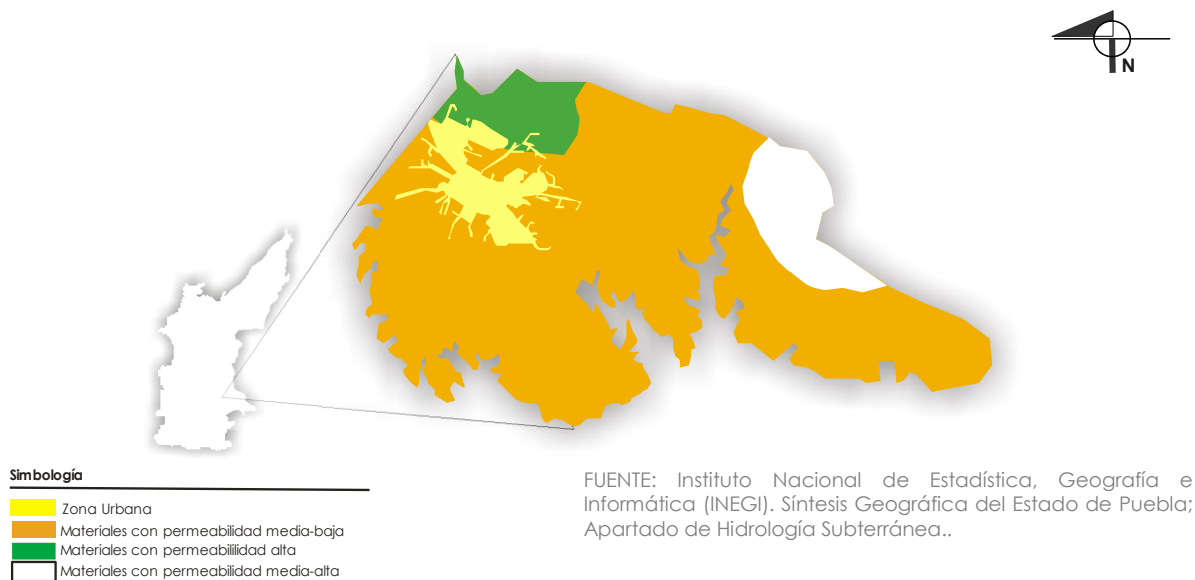 N
Simbología
Zona Urbana
Materiales con permeabilidad media-baja
Materiales con permeabililidad alta
Materiales con permeabilidad media-alta
FUENTE: Instituto Nacional de Estadística, Geografía e
Informática (INEGI). Síntesis Geográfica del Estado de Puebla;
Apartado de Hidrología Subterránea..